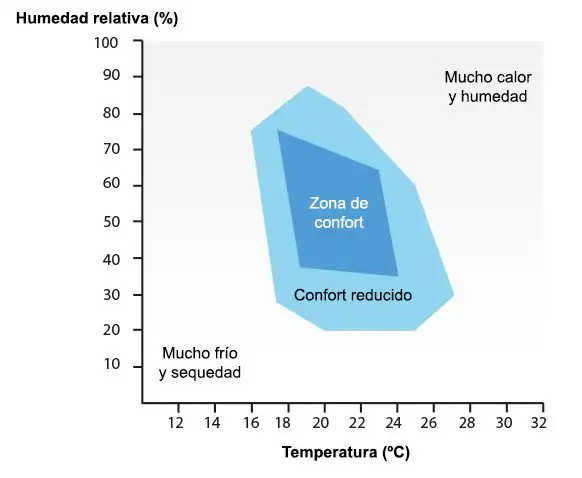 Humedad relativa (%)
100
90
80
70
60
50
40
30
20
10
Mucho calor
y humedad
Zona de
confort
Confort reducido
Mucho frío
y sequedad
12 14 16 18 20 22 24 26 28 30 32
Temperatura (ºC)